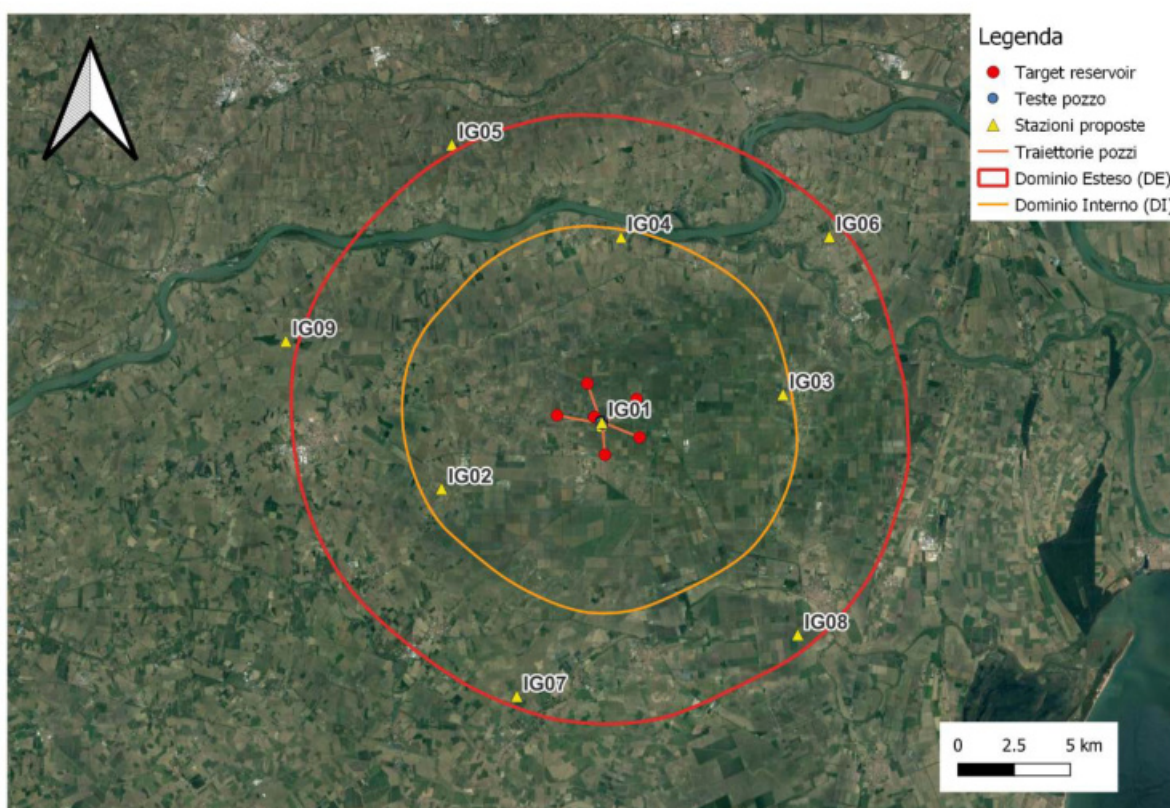 Legenda
Target reservoir
Teste pozzo
Stazioni proposte
Traiettorie pozzi
Dominio Esteso (DE)
Dominio Interno (DI)
IG05
IG04
IG06
IG09
IG03
IG01
IG02
IG08
IG07
0 2.5 5 km